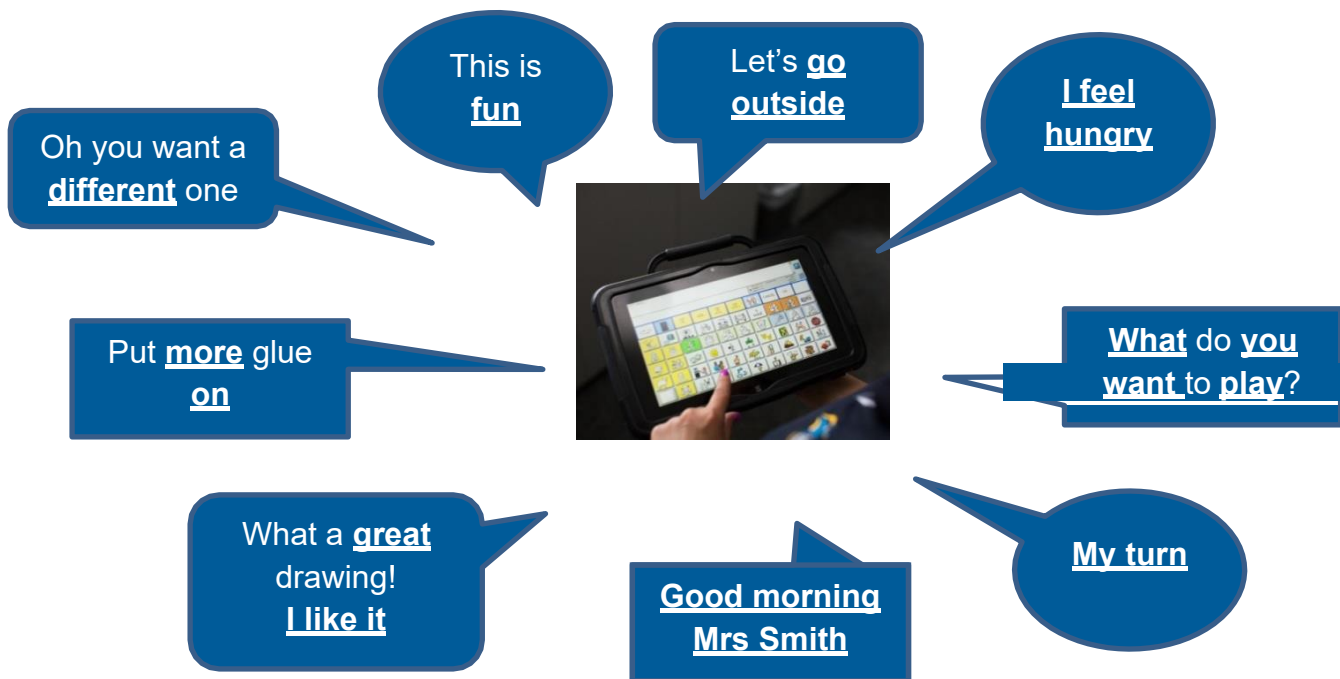 This is
fun
Let's go
outside
I feel
hungry
Oh you want a
different one
Put more glue
on
What do you
want to play?
What a great
drawing!
I like it
Good morning
Mrs Smith
My turn